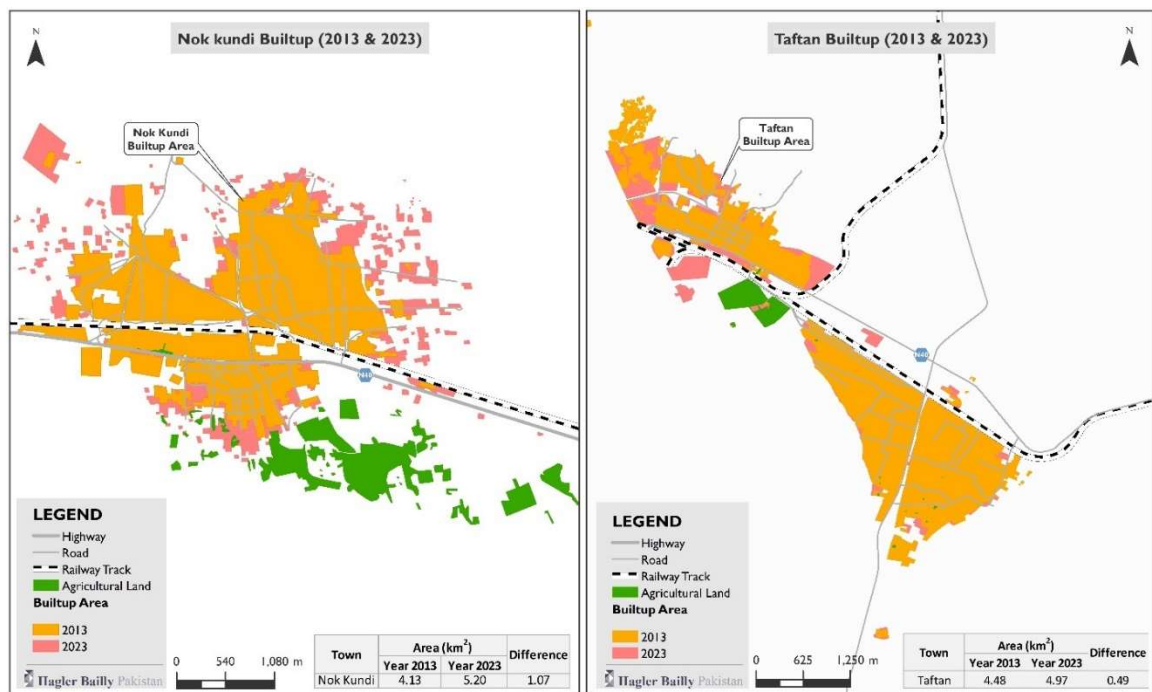 Nok kundi Builtup (2013 & 2023)
N
Nok Kundi
Builtup Area
N40
LEGEND
Highway
Road
Railway Track
Agricultural Land
Builtup Area
2013
2023
Hagler Bailly Pakistan
0 540 1,080 m
Town Area (km²) Difference
Year 2013 Year 2023
Nok Kundi 4.13 5.20 1.07
Taftan Builtup (2013 & 2023)
N
Taftan
Builtup Area
N40
LEGEND
Highway
Road
Railway Track
Agricultural Land
Builtup Area
2013
2023
Hagler Bailly Pakistan
0 625 1,250 m
Town Area (km²) Difference
Year 2013 Year 2023
Taftan 4.48 4.97 0.49